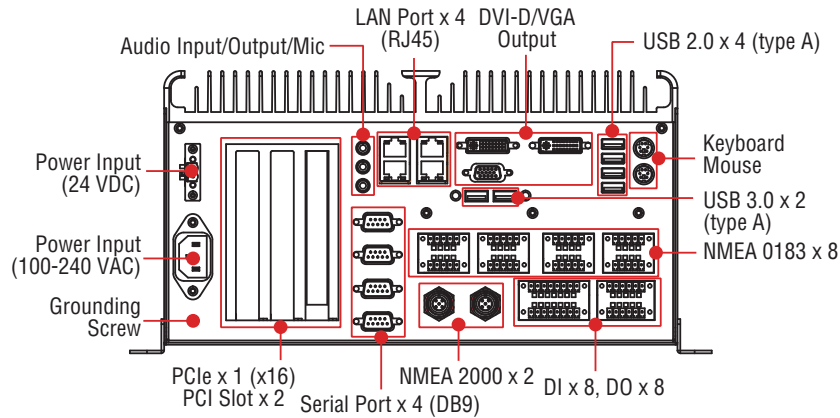 LAN Port x 4
(RJ45)
DVI-D/VGA
Output
Audio Input/Output/Mic
USB 2.0 x 4 (type A)
Power Input
(24 VDC)
Keyboard
Mouse
USB 3.0 x 2
(type A)
Power Input
(100-240 VAC)
NMEA 0183 x 8
Grounding
Screw
PCIe x 1 (x16)
PCI Slot x 2
Serial Port x 4 (DB9)
NMEA 2000 x 2
DI x 8, DO x 8